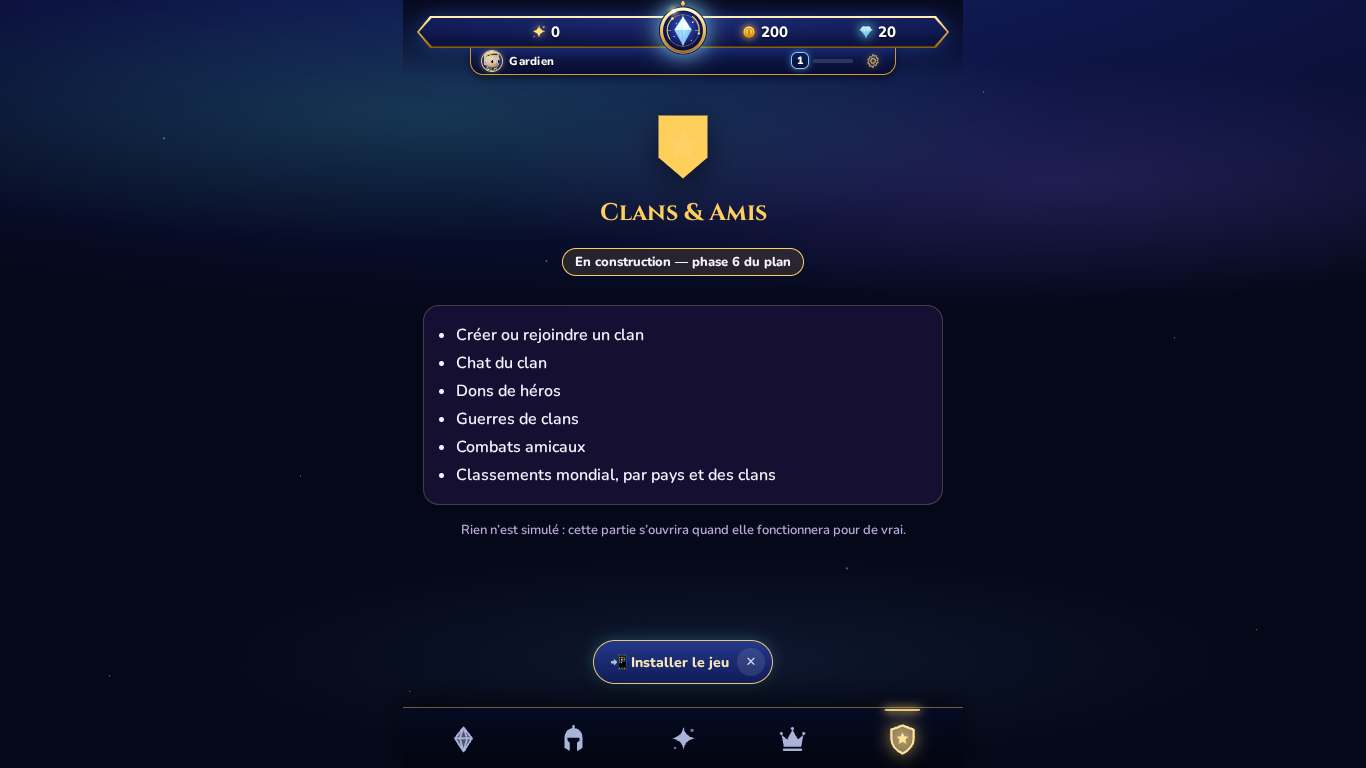 0
200
20
Gardien
1
Clans & Amis
En construction — phase 6 du plan
• Créer ou rejoindre un clan
• Chat du clan
• Dons de héros
• Guerres de clans
• Combats amicaux
• Classements mondial, par pays et des clans
Rien n’est simulé : cette partie s’ouvrira quand elle fonctionnera pour de vrai.
Installer le jeu ×